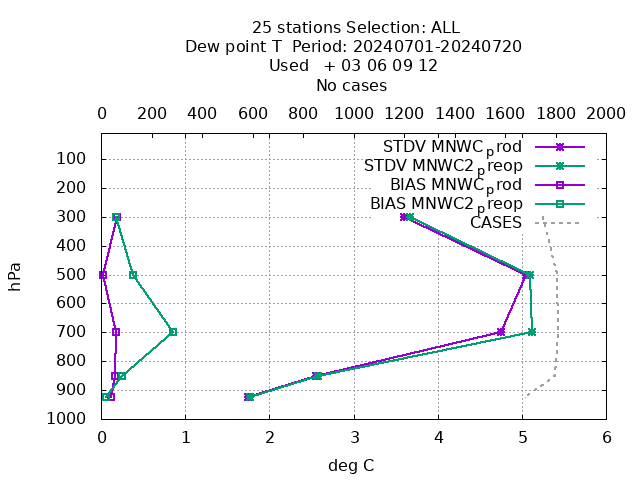 25 stations Selection: ALL
Dew point T  Period: 20240701-20240720
Used   + 03 06 09 12
No cases
0 200 400 600 800 1000 1200 1400 1600 1800 2000
STDV MNWC_prod
STDV MNWC2_preop
BIAS MNWC_prod
BIAS MNWC2_preop
CASES
100
200
300
400
500
600
700
800
900
1000
hPa
0 1 2 3 4 5 6
deg C